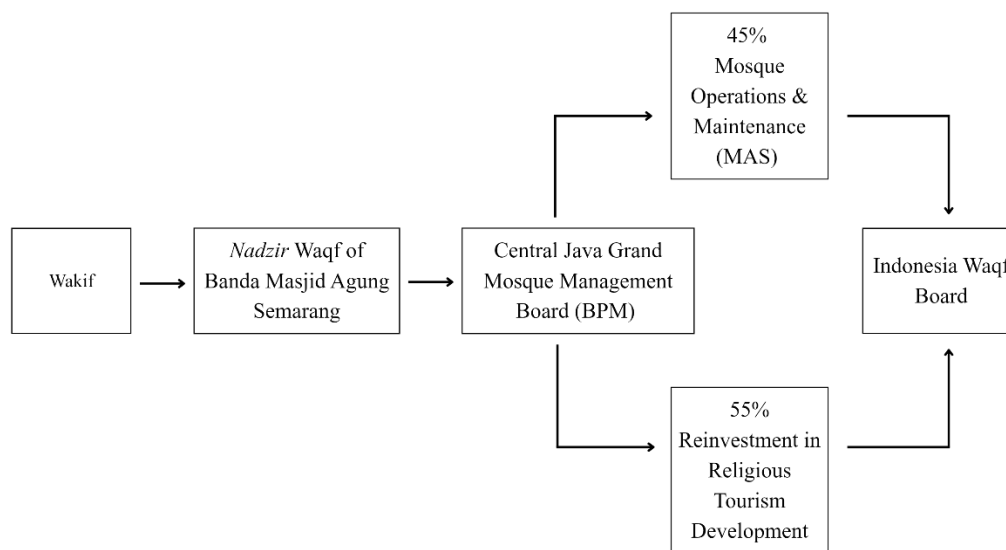 Wakif
Nadzir Waqf of
Banda Masjid Agung
Semarang
Central Java Grand
Mosque Management
Board (BPM)
45%
Mosque
Operations &
Maintenance
(MAS)
55%
Reinvestment in
Religious
Tourism
Development
Indonesia Waqf
Board